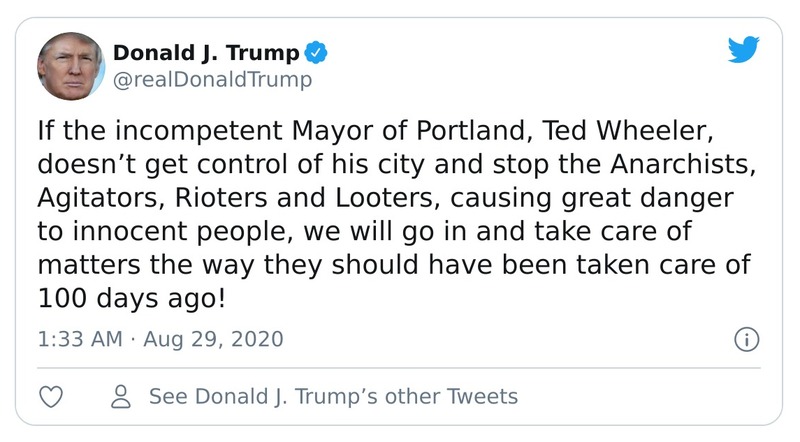 Donald J. Trump
@realDonaldTrump
If the incompetent Mayor of Portland, Ted Wheeler,
doesn’t get control of his city and stop the Anarchists,
Agitators, Rioters and Looters, causing great danger
to innocent people, we will go in and take care of
matters the way they should have been taken care of
100 days ago!
1:33 AM · Aug 29, 2020
See Donald J. Trump’s other Tweets